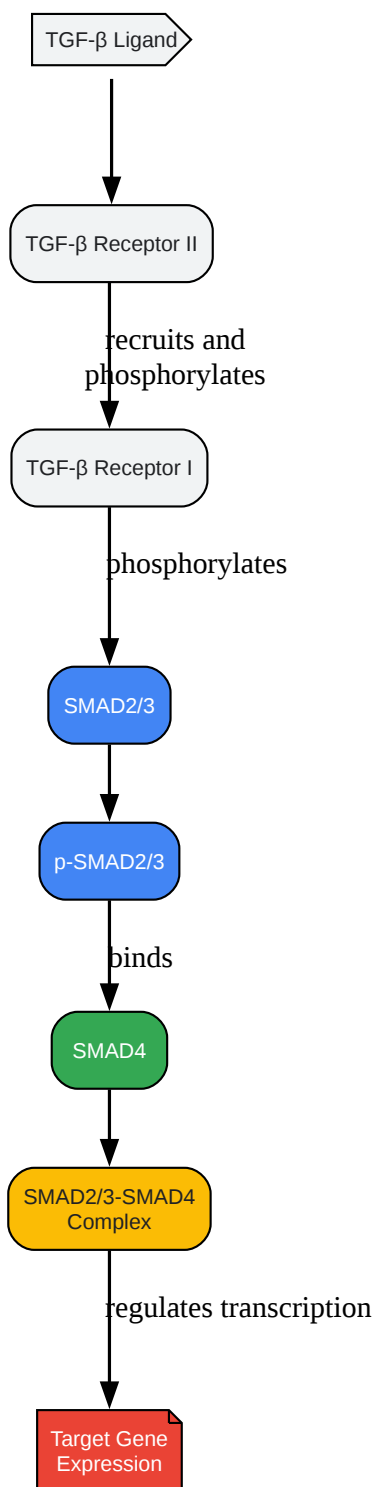 TGF-β Ligand
TGF-β Receptor II
recruits and
phosphorylates
TGF-β Receptor I
phosphorylates
SMAD2/3
p-SMAD2/3
binds
SMAD4
SMAD2/3-SMAD4
Complex
regulates transcription
Target Gene
Expression